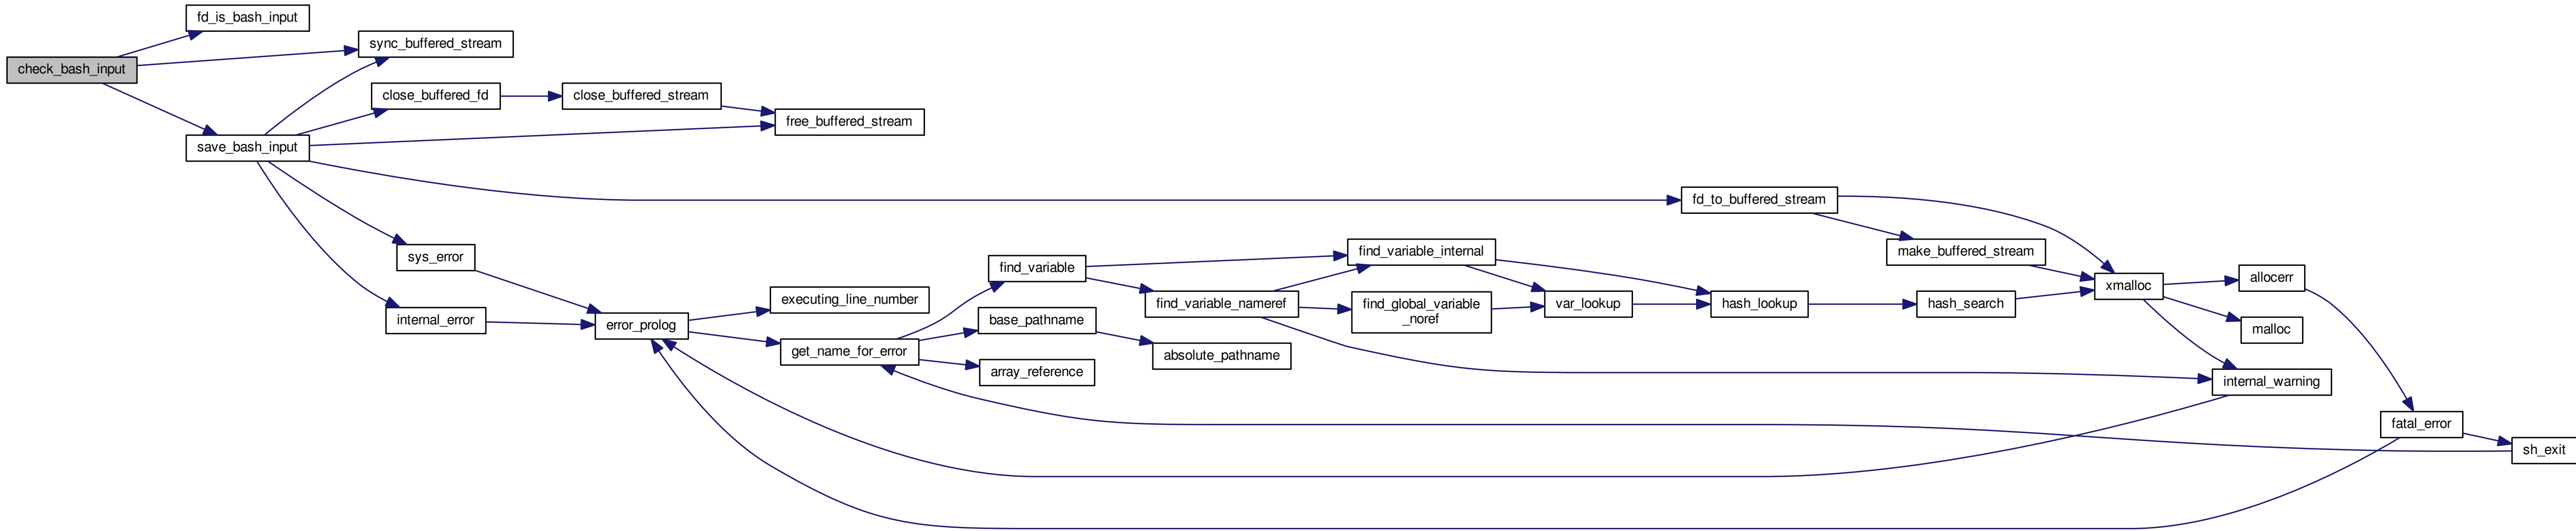 fd_is_bash_input
sync_buffered_stream
check_bash_input
close_buffered_fd
close_buffered_stream
free_buffered_stream
save_bash_input
fd_to_buffered_stream
sys_error
find_variable_internal
make_buffered_stream
find_variable
allocerr
xmalloc
executing_line_number
find_variable_nameref
find_global_variable
_noref
var_lookup
hash_lookup
hash_search
internal_error
error_prolog
base_pathname
malloc
get_name_for_error
absolute_pathname
array_reference
internal_warning
fatal_error
sh_exit